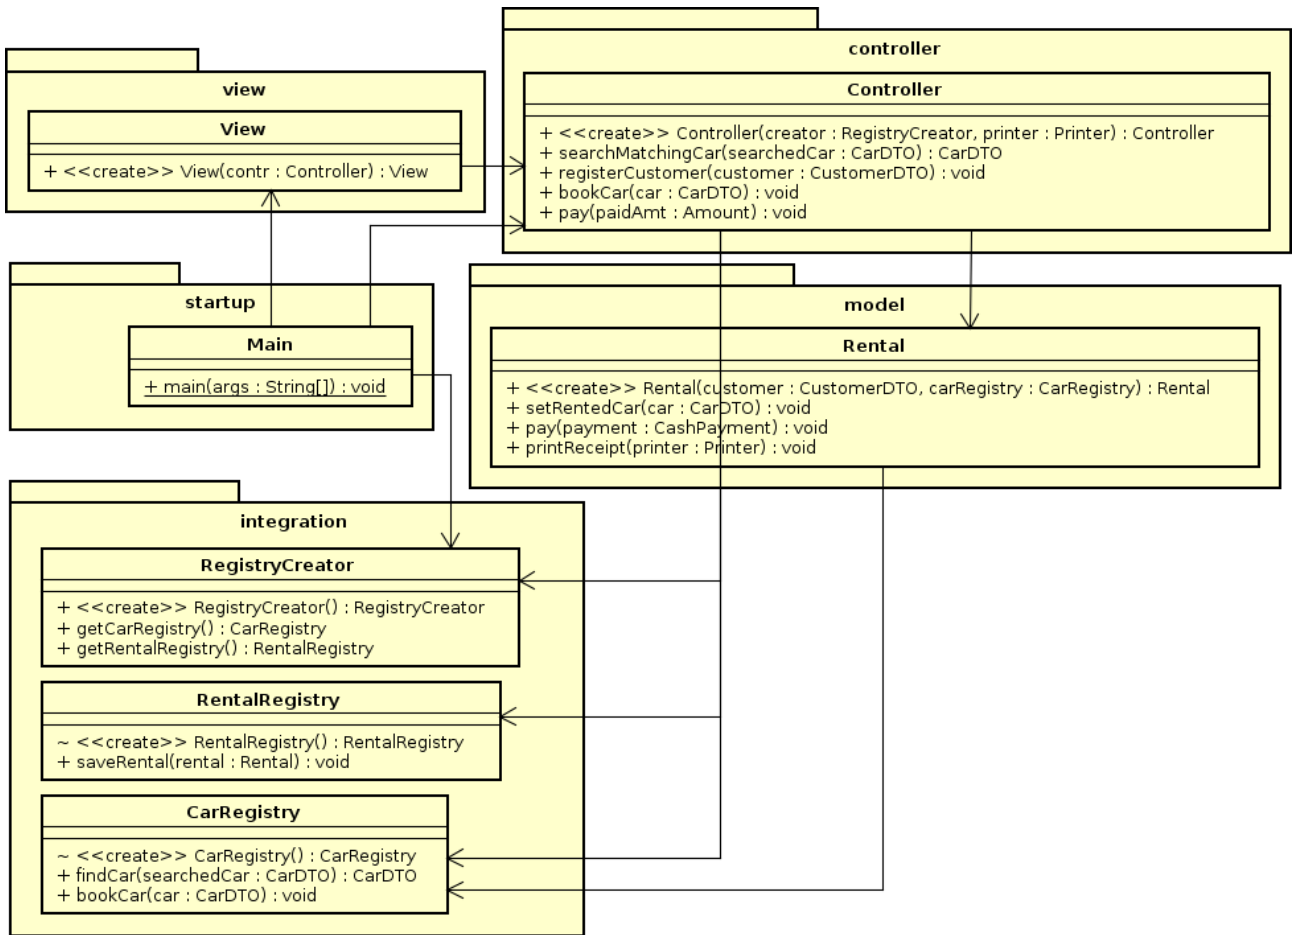 view
View
+ <<create>> View(contr : Controller) : View
controller
Controller
+ <<create>> Controller(creator : RegistryCreator, printer : Printer) : Controller
+ searchMatchingCar(searchedCar : CarDTO) : CarDTO
+ registerCustomer(customer : CustomerDTO) : void
+ bookCar(car : CarDTO) : void
+ pay(paidAmt : Amount) : void
startup
Main
+ main(args : String[]) : void
model
Rental
+ <<create>> Rental(customer : CustomerDTO, carRegistry : CarRegistry) : Rental
+ setRentedCar(car : CarDTO) : void
+ pay(payment : CashPayment) : void
+ printReceipt(printer : Printer) : void
integration
RegistryCreator
+ <<create>> RegistryCreator() : RegistryCreator
+ getCarRegistry() : CarRegistry
+ getRentalRegistry() : RentalRegistry
RentalRegistry
~ <<create>> RentalRegistry() : RentalRegistry
+ saveRental(rental : Rental) : void
CarRegistry
~ <<create>> CarRegistry() : CarRegistry
+ findCar(searchedCar : CarDTO) : CarDTO
+ bookCar(car : CarDTO) : void